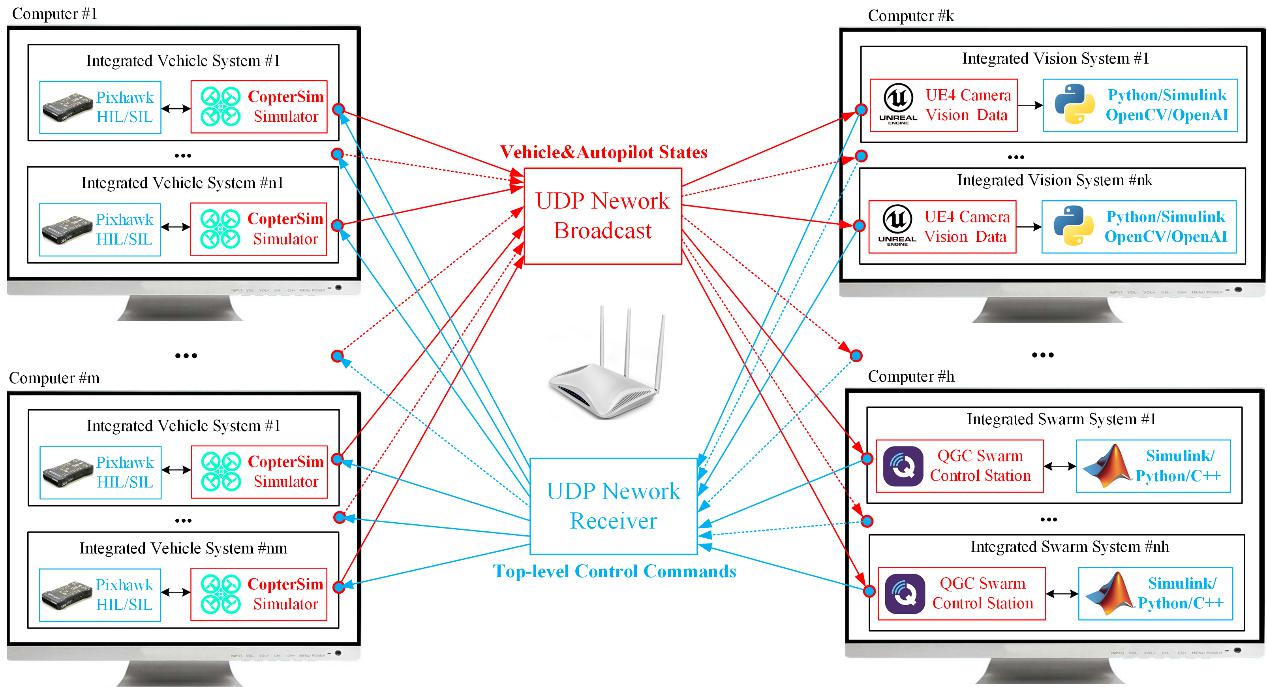 Computer #1
Integrated Vehicle System #1
Pixhawk
HIL/SIL
CopterSim
Simulator
...
Integrated Vehicle System #n1
Pixhawk
HIL/SIL
CopterSim
Simulator
...
Computer #m
Integrated Vehicle System #1
Pixhawk
HIL/SIL
CopterSim
Simulator
...
Integrated Vehicle System #nm
Pixhawk
HIL/SIL
CopterSim
Simulator
Vehicle&Autopilot States
UDP Nework
Broadcast
UDP Nework
Receiver
Top-level Control Commands
Computer #k
Integrated Vision System #1
UNREAL
ENGINE
UE4 Camera
Vision Data
Python/Simulink
OpenCV/OpenAI
...
Integrated Vision System #nk
UNREAL
ENGINE
UE4 Camera
Vision Data
Python/Simulink
OpenCV/OpenAI
...
Computer #h
Integrated Swarm System #1
QGC Swarm
Control Station
Simulink/
Python/C++
...
Integrated Swarm System #nh
QGC Swarm
Control Station
Simulink/
Python/C++